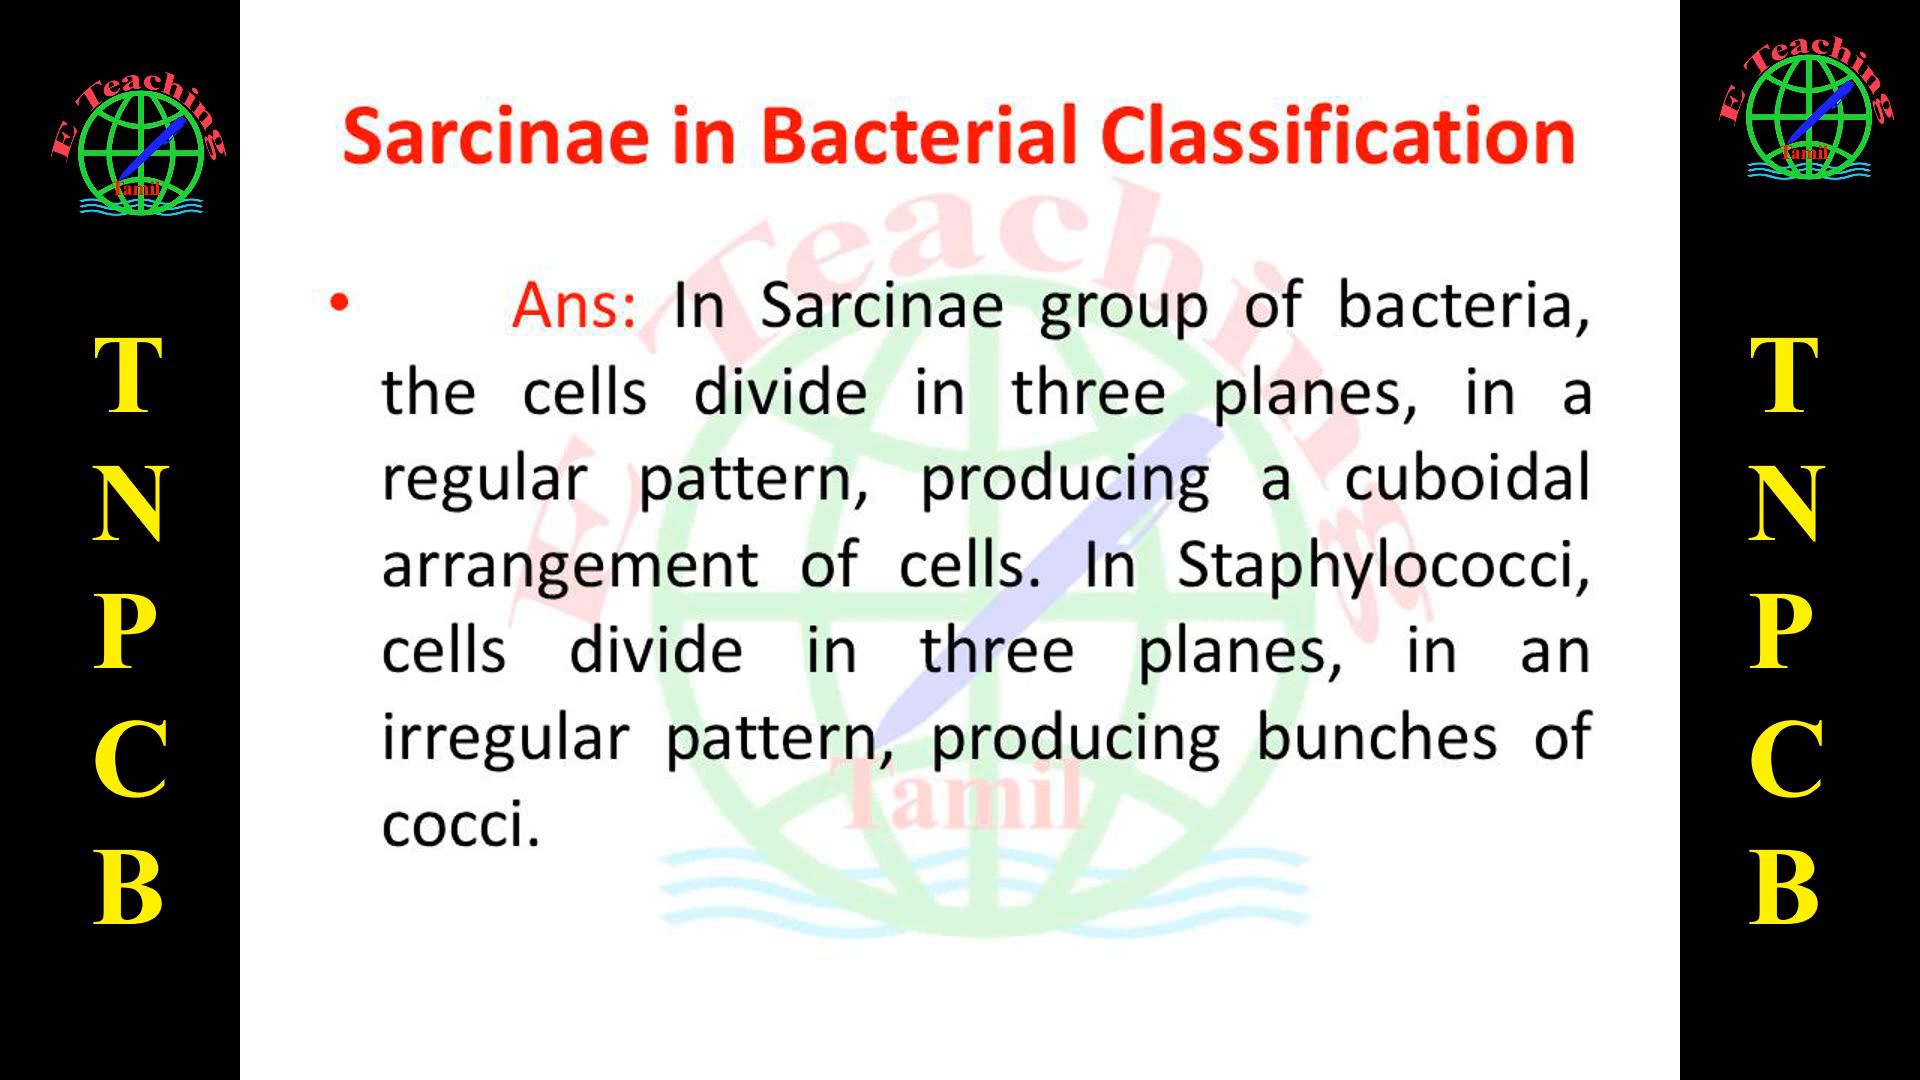 E Teaching
Tamil
T
N
P
C
B
Sarcinae in Bacterial Classification
• Ans: In Sarcinae group of bacteria,
the cells divide in three planes, in a
regular pattern, producing a cuboidal
arrangement of cells. In Staphylococci,
cells divide in three planes, in an
irregular pattern, producing bunches of
cocci.
E Teaching
Tamil
E Teaching
Tamil
T
N
P
C
B